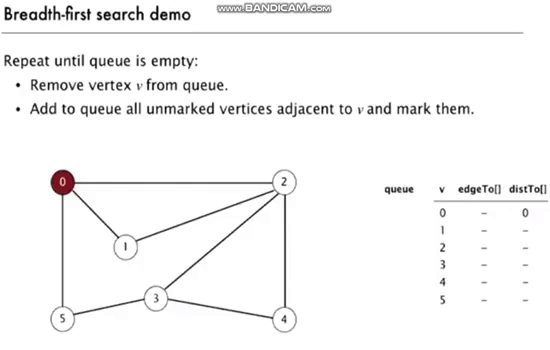 Breadth-first search demo
www.BANDICAM.com
Repeat until queue is empty:
• Remove vertex v from queue.
• Add to queue all unmarked vertices adjacent to v and mark them.
0
2
1
3
5
4
queue v edgeTo[] distTo[]
0 – 0
1 – –
2 – –
3 – –
4 – –
5 – –